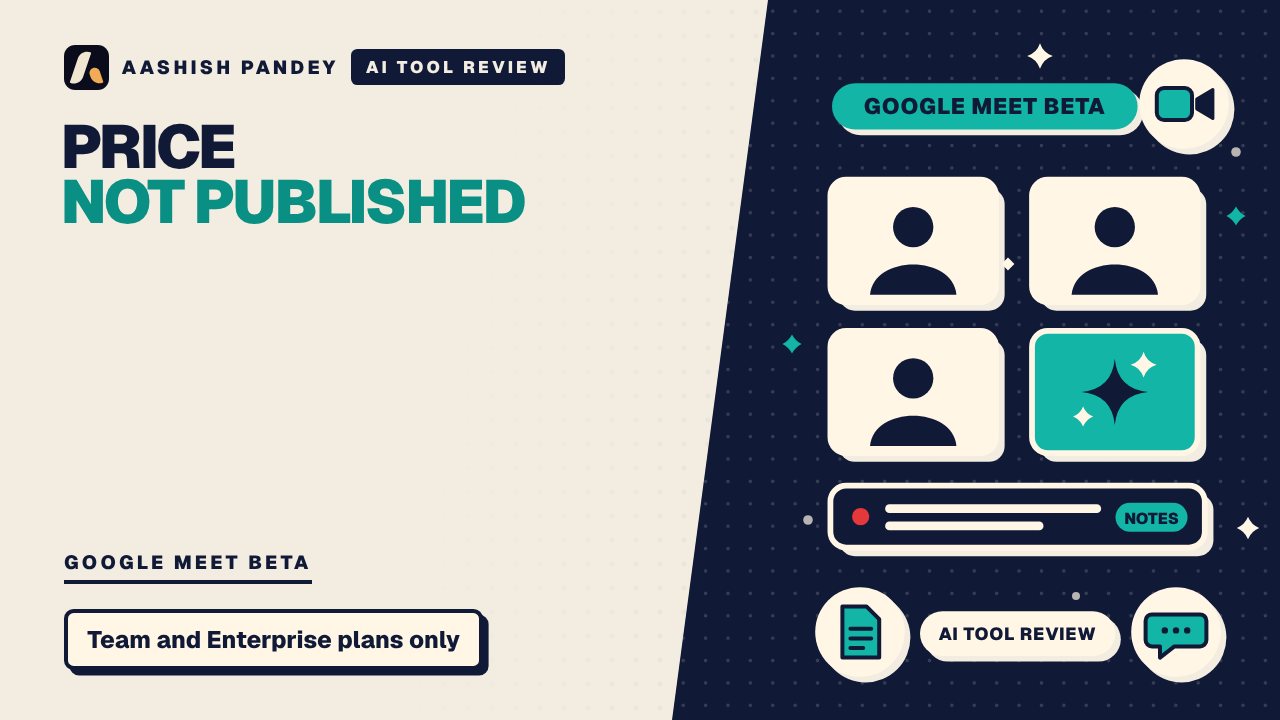 AASHISH PANDEY
AI TOOL REVIEW
PRICE
NOT PUBLISHED
GOOGLE MEET BETA
Team and Enterprise plans only
GOOGLE MEET BETA
NOTES
AI TOOL REVIEW